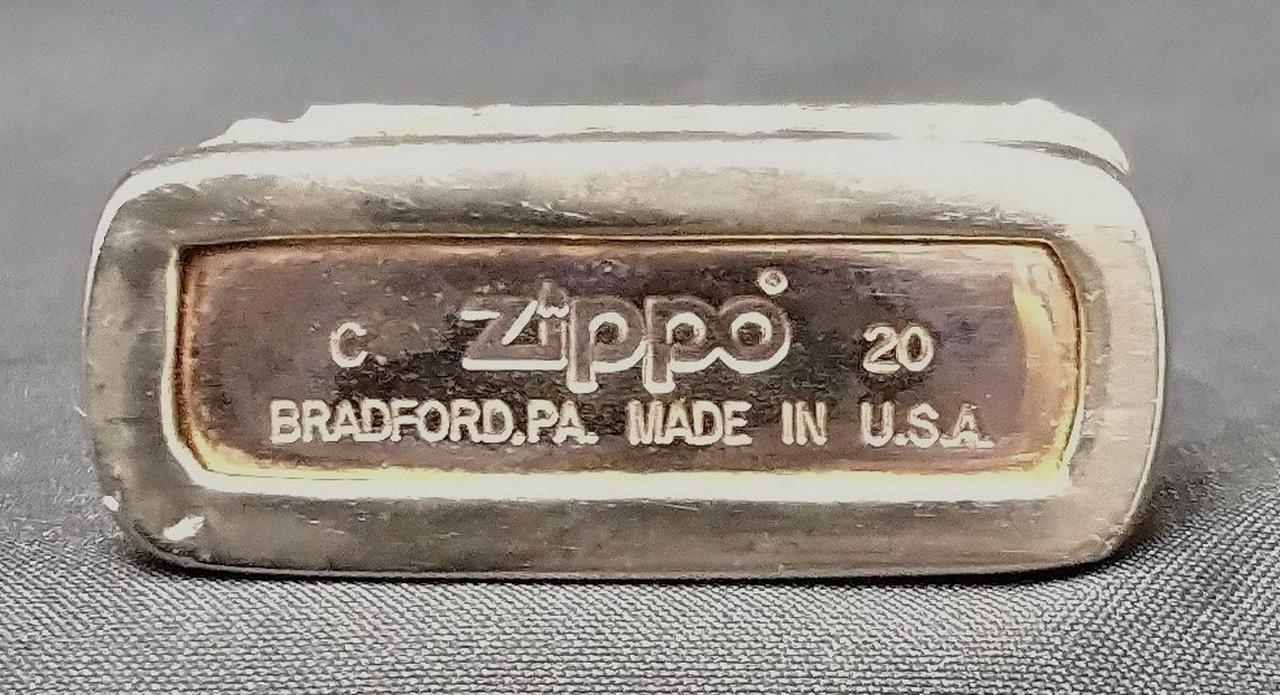 C. Zippo® 20
BRADFORD.PA. MADE IN U.S.A.